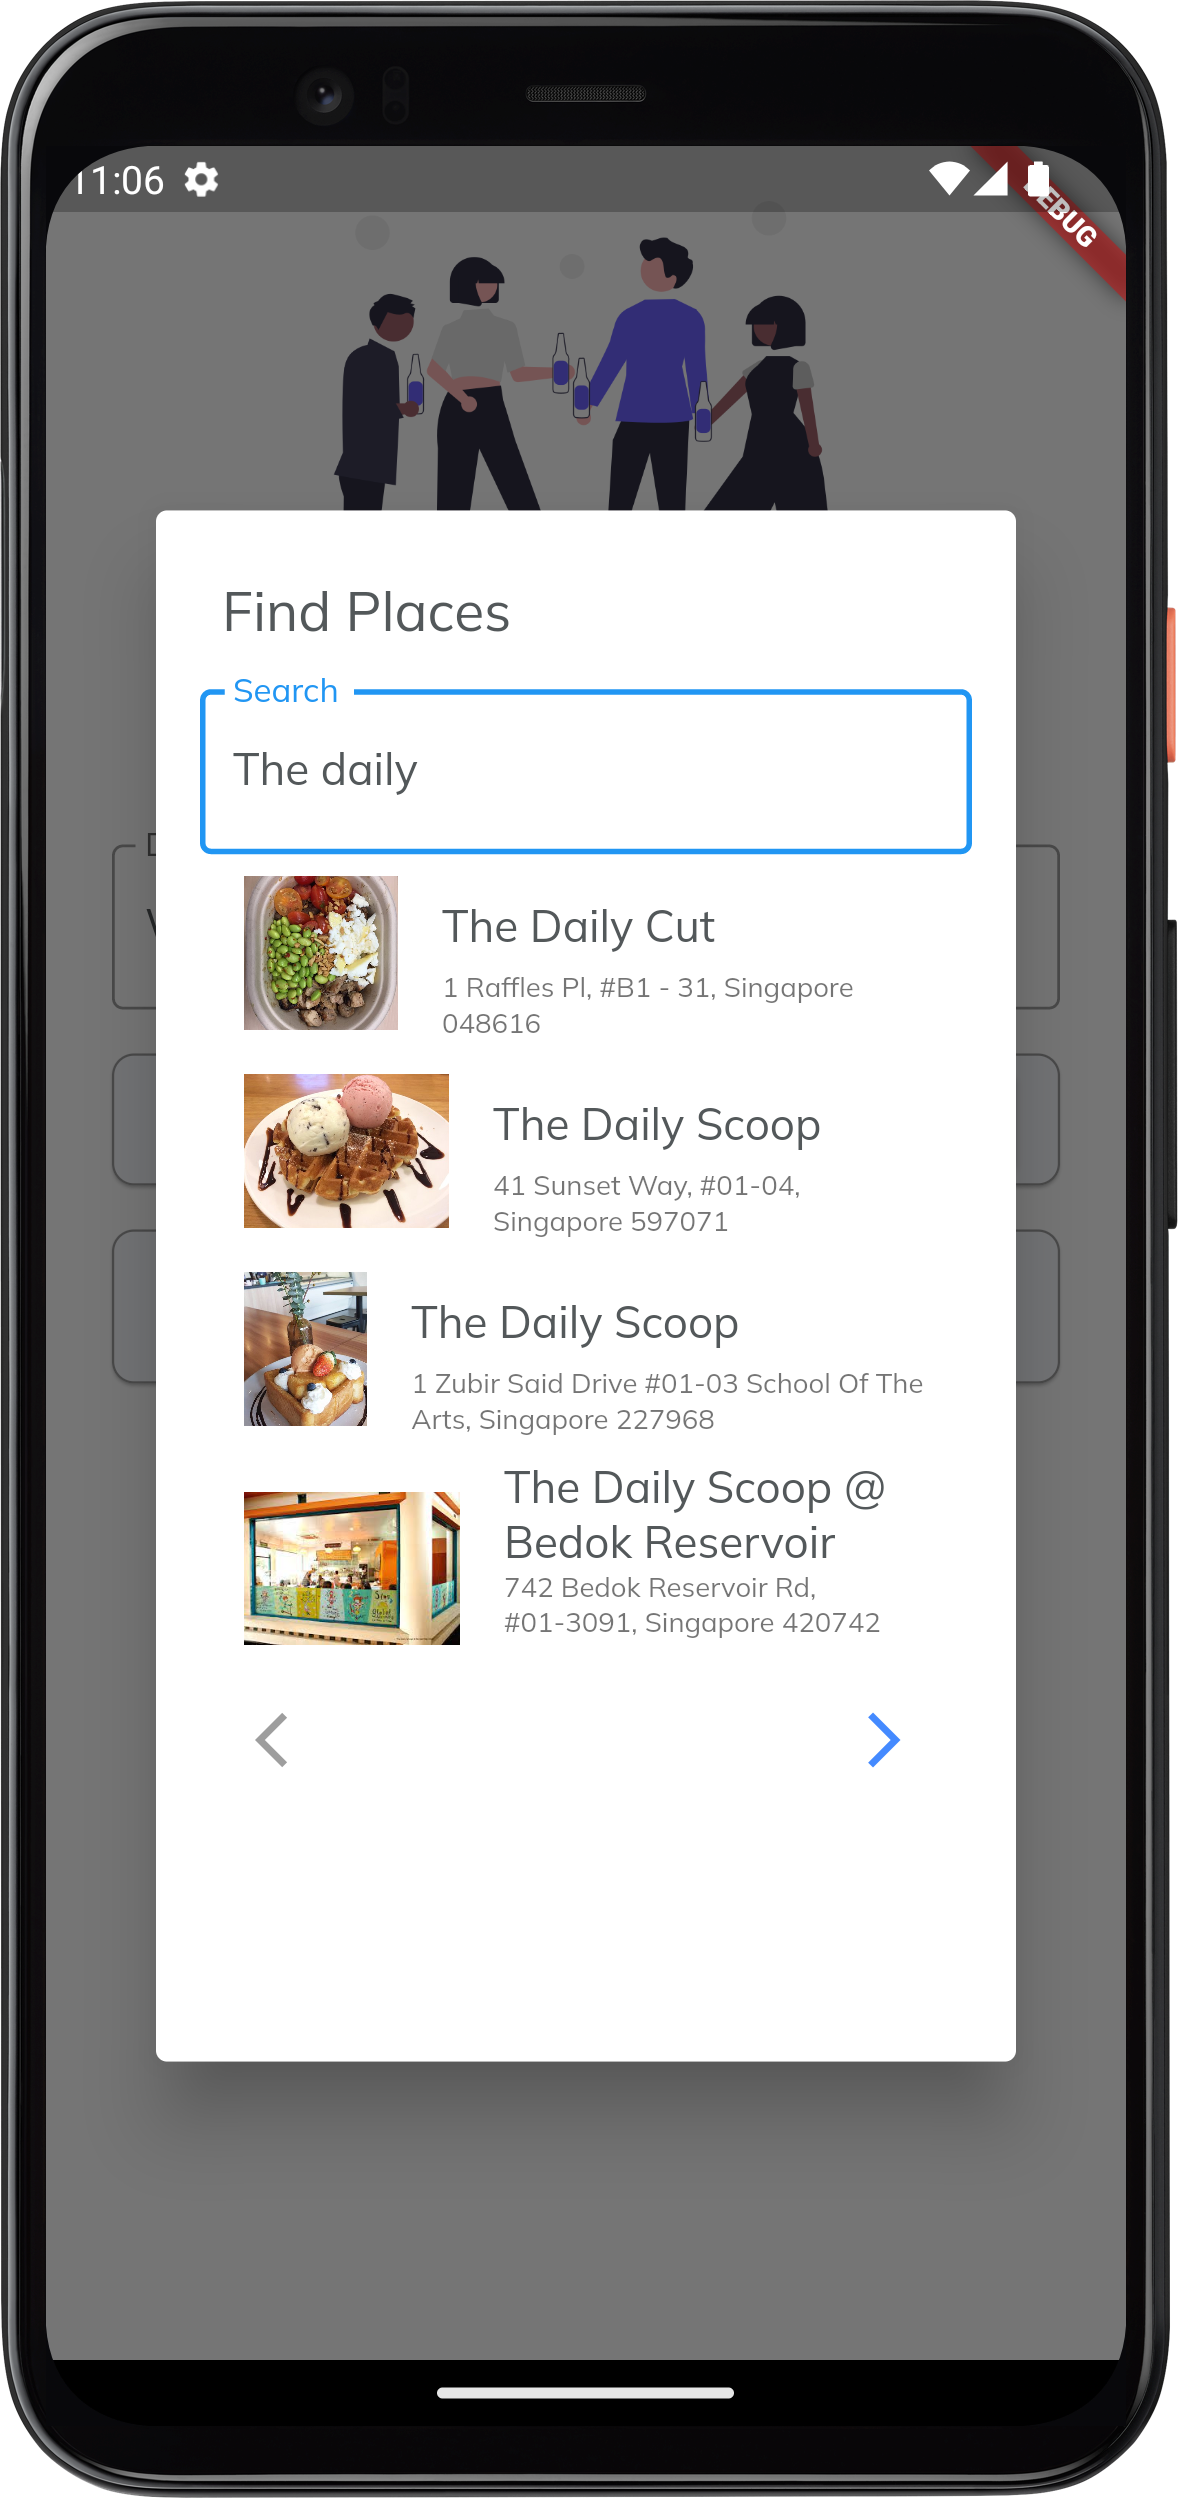 11:06
DEBUG
Find Places
Search
The daily
The Daily Cut
1 Raffles Pl, #B1 - 31, Singapore
048616
The Daily Scoop
41 Sunset Way, #01-04,
Singapore 597071
The Daily Scoop
1 Zubir Said Drive #01-03 School Of The
Arts, Singapore 227968
The Daily Scoop @
Bedok Reservoir
742 Bedok Reservoir Rd,
#01-3091, Singapore 420742